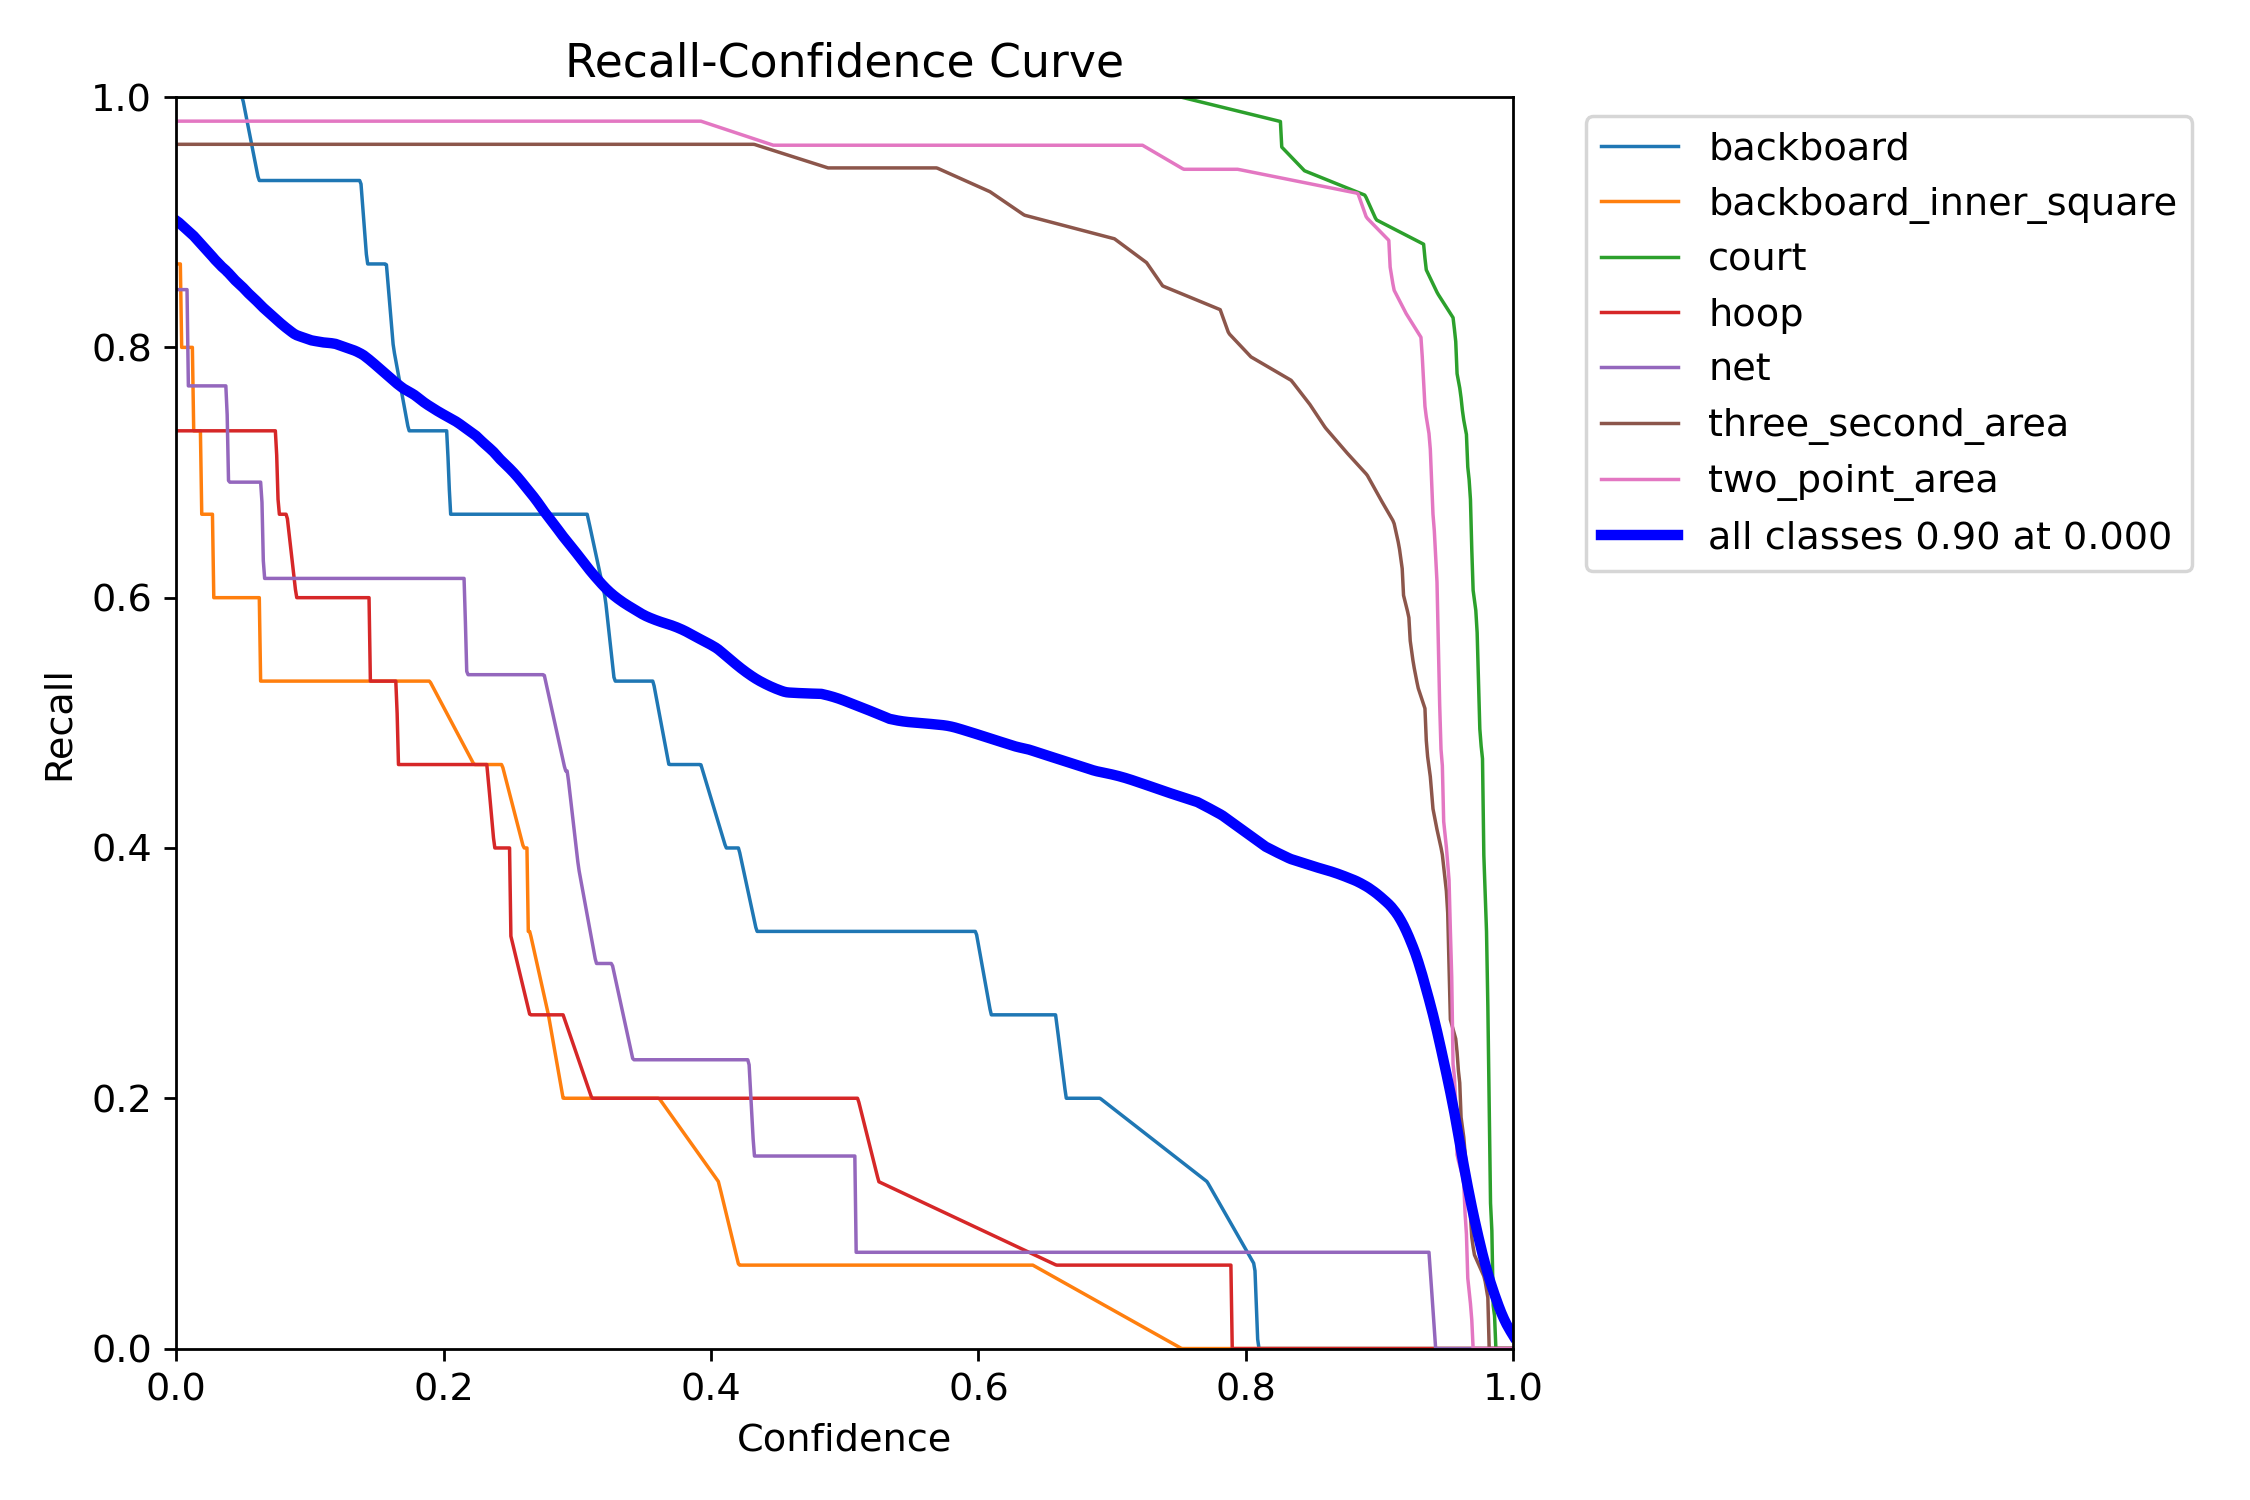 Recall-Confidence Curve
1.0
0.8
0.6
0.4
0.2
0.0
Recall
0.0 0.2 0.4 0.6 0.8 1.0
Confidence
backboard
backboard_inner_square
court
hoop
net
three_second_area
two_point_area
all classes 0.90 at 0.000